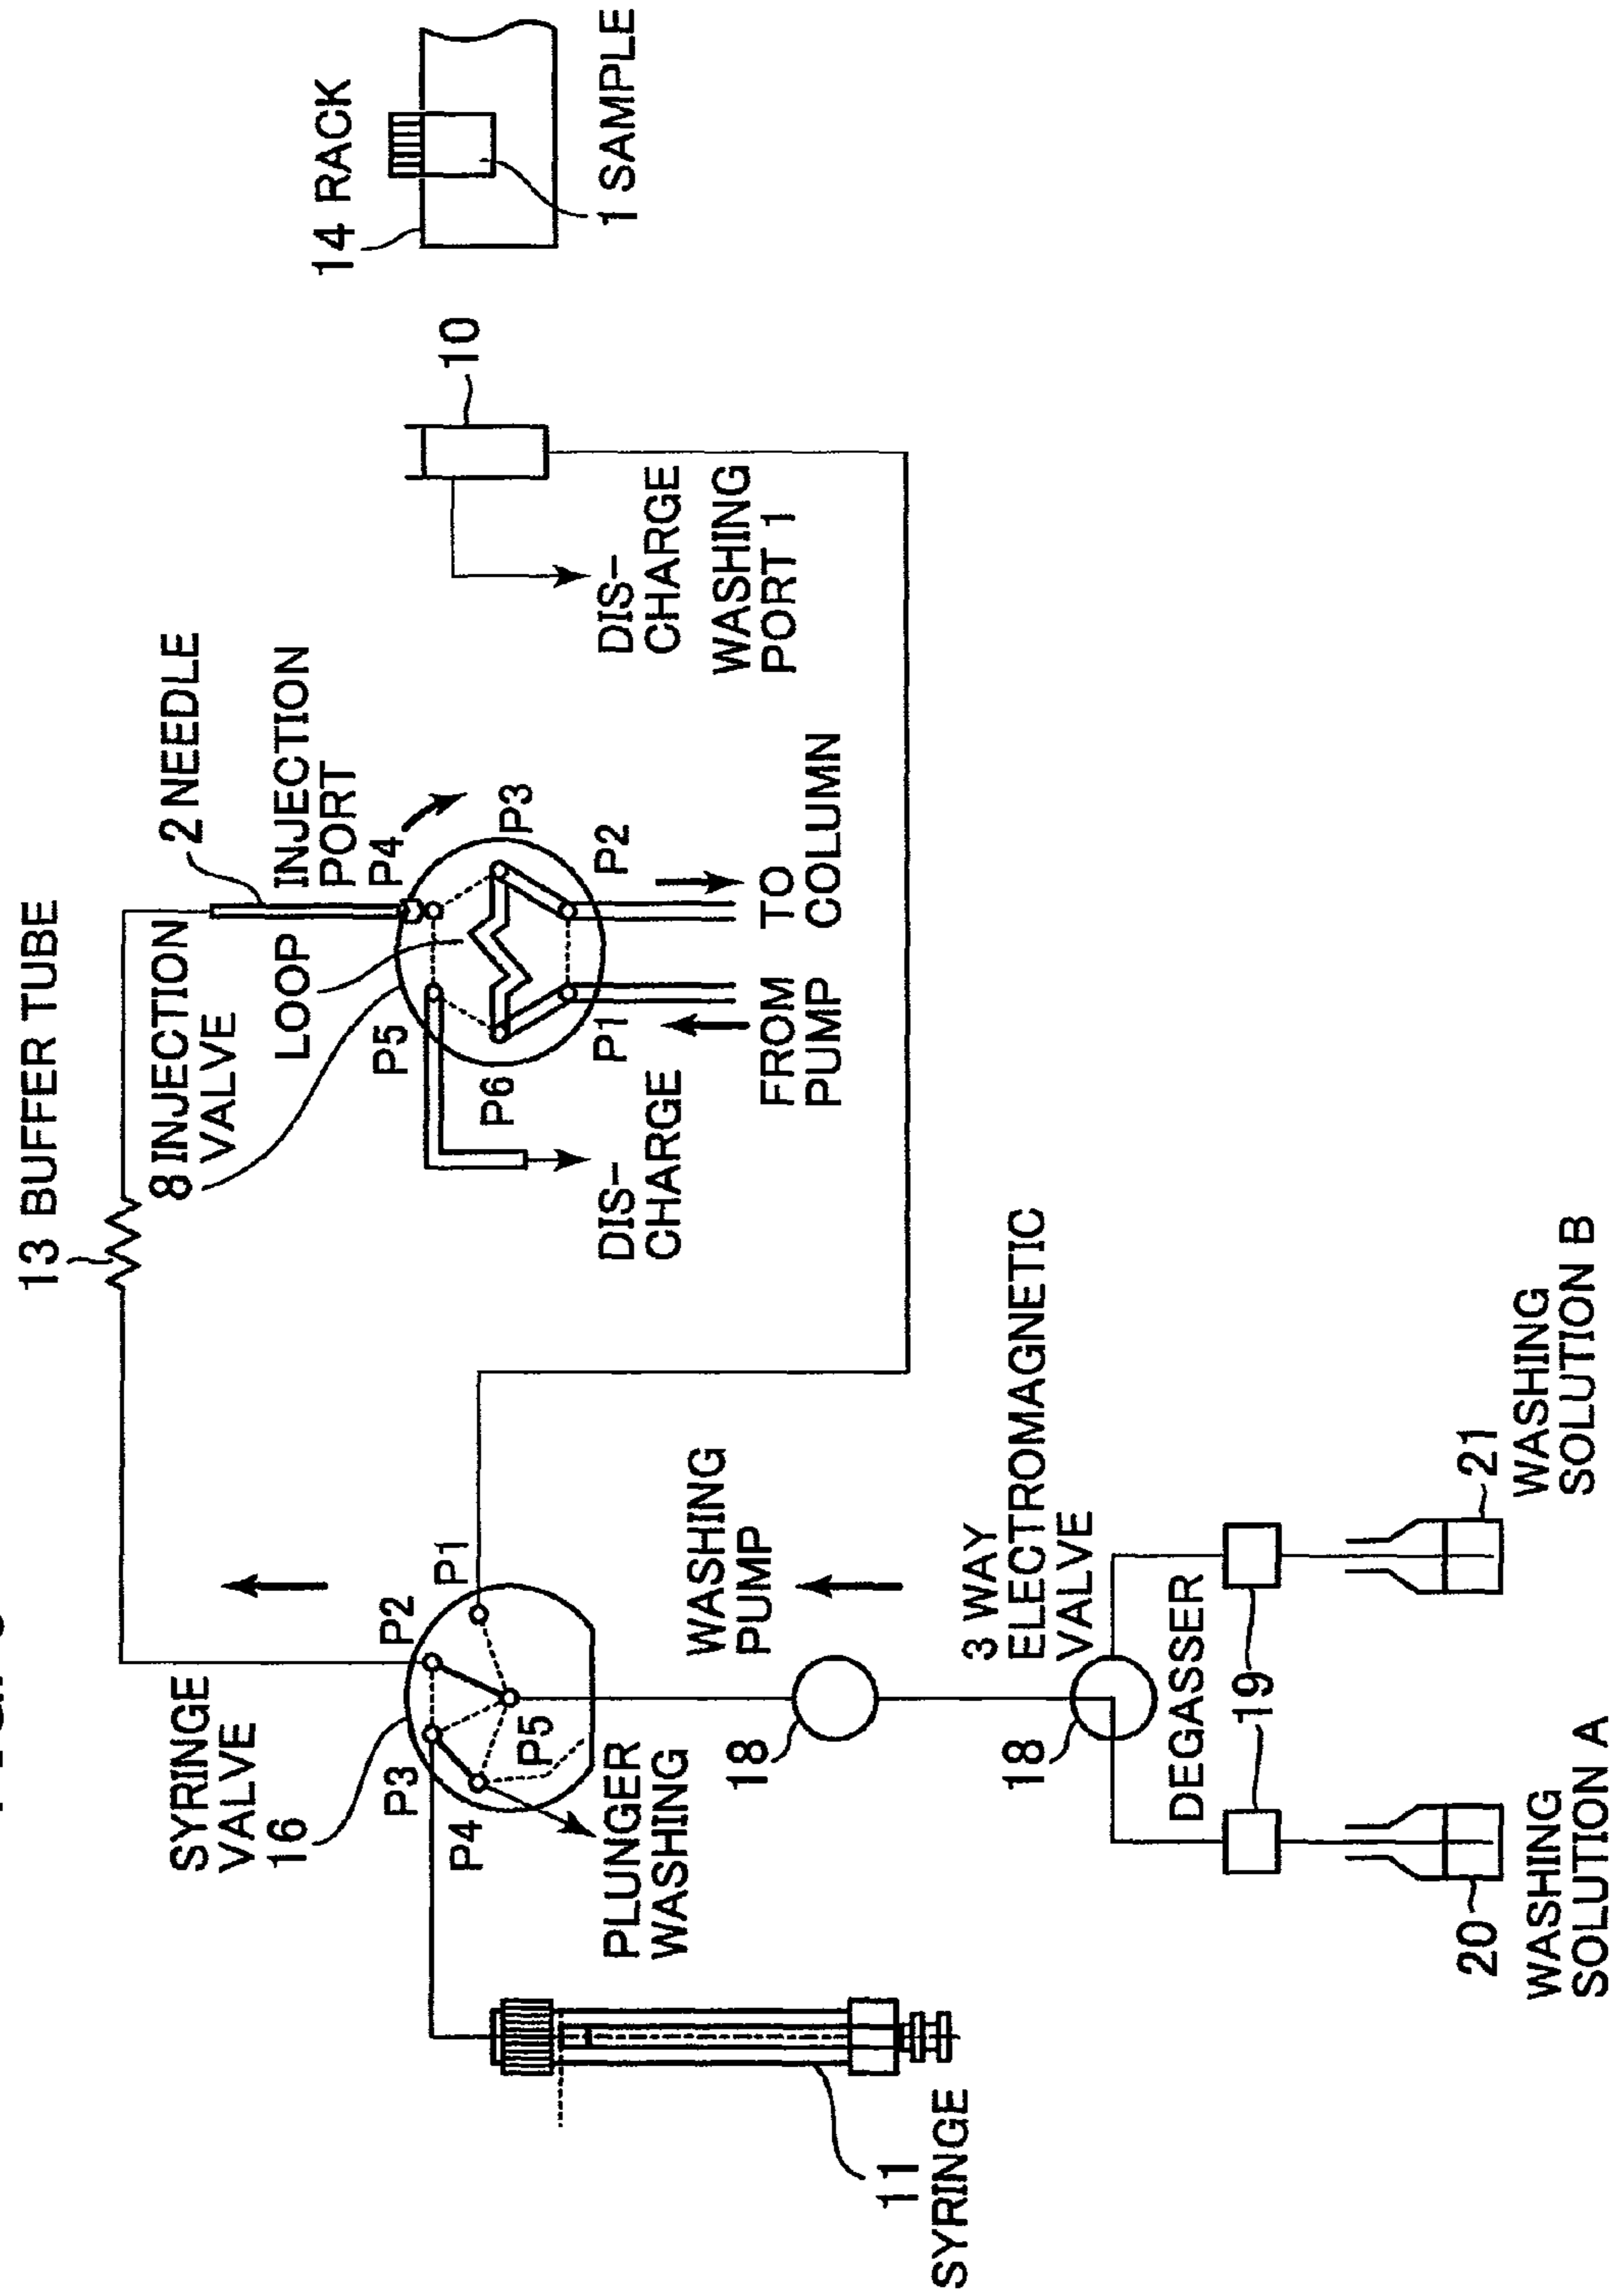 13 BUFFER TUBE
2 NEEDLE
8 INJECTION
VALVE
LOOP
INJECTION
PORT
P4
P3
P2
P1
P6
P5
14 RACK
1 SAMPLE
10
DIS-
CHARGE
WASHING
PORT 1
DIS-
CHARGE
FROM
PUMP
TO
COLUMN
SYRINGE
VALVE
16
P2
P1
P3
P4
P5
PLUNGER
WASHING
11
SYRINGE
WASHING
PUMP
18
3 WAY
ELECTROMAGNETIC
VALVE
18
DEGASSER
19
20
WASHING
SOLUTION A
21
WASHING
SOLUTION B